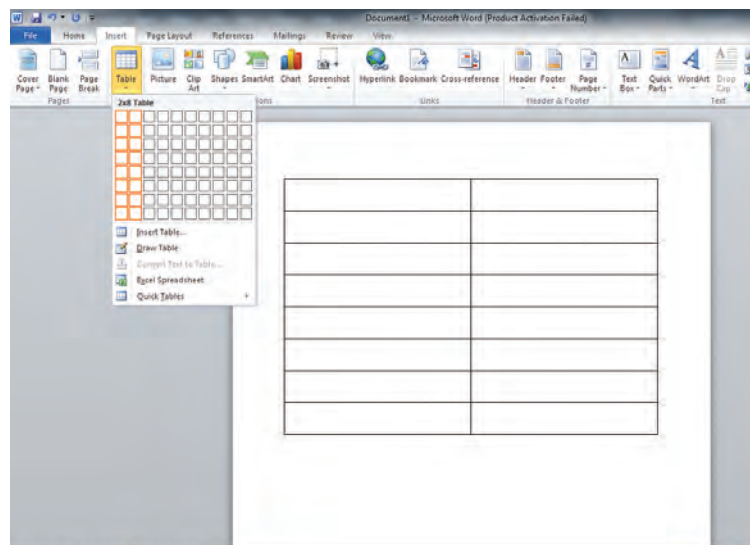 Document1 - Microsoft Word (Product Activation Failed)
File Home Insert Page Layout References Mailings Review View
Cover Page Blank Page Page Break Table Picture Clip Art Shapes SmartArt Chart Screenshot Hyperlink Bookmark Cross-reference Header Footer Page Number Text Box Quick Parts WordArt Drop Cap
Pages ons Links Header & Footer Text
2x8 Table
Insert Table...
Draw Table
Convert Text to Table...
Excel Spreadsheet
Quick Tables